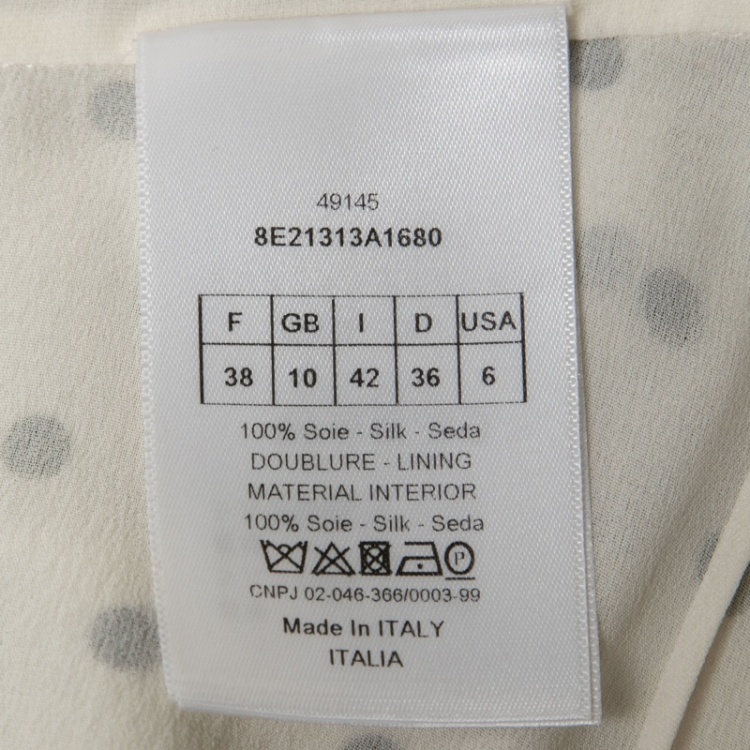 49145
8E21313A1680
F GB I D USA
38 10 42 36 6
100% Soie - Silk - Seda
DOUBLURE - LINING
MATERIAL INTERIOR
100% Soie - Silk - Seda
P
CNPJ 02-046-366/0003-99
Made In ITALY
ITALIA